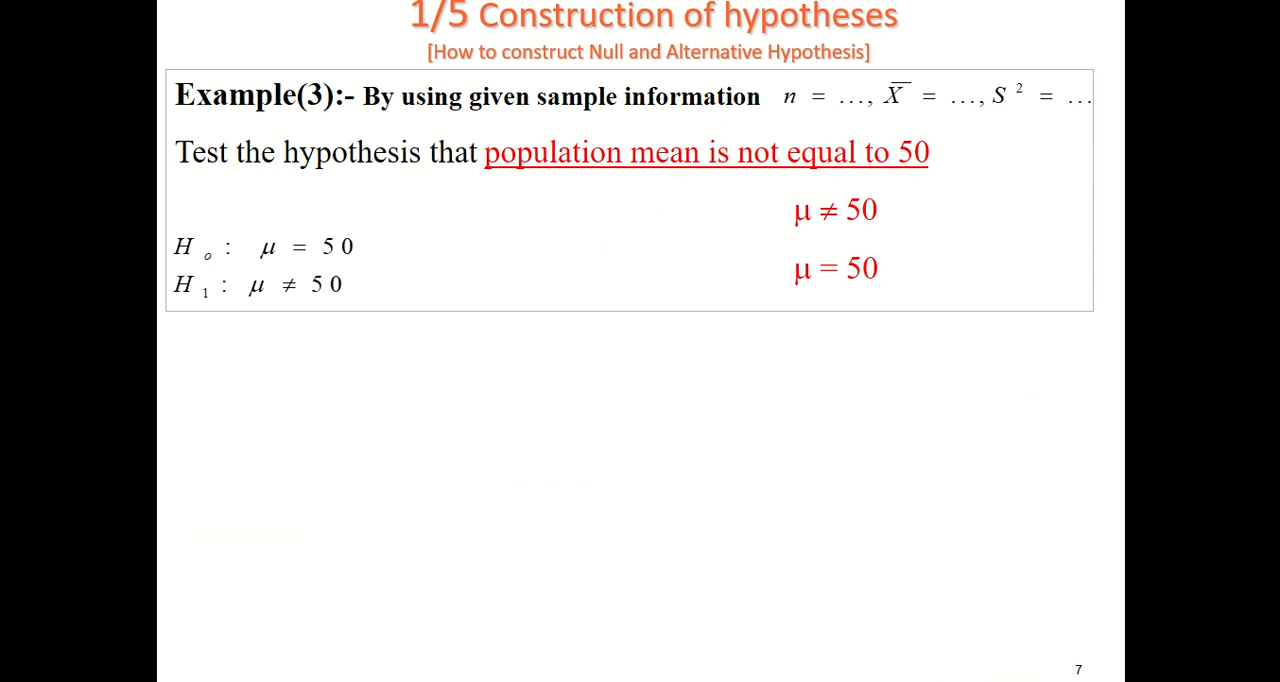 1/5 Construction of hypotheses
[How to construct Null and Alternative Hypothesis]
Example(3):- By using given sample information n = ..., X̅ = ..., S² = ...
Test the hypothesis that population mean is not equal to 50
μ ≠ 50
H₀ : μ = 50
μ = 50
H₁ : μ ≠ 50
7